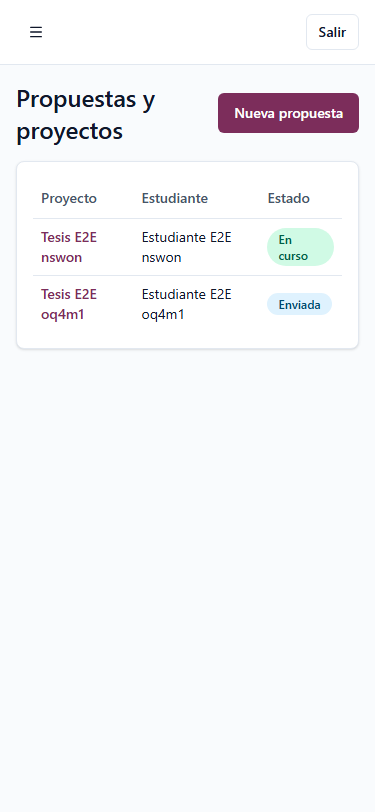 Salir
Propuestas y
proyectos
Nueva propuesta
Proyecto Estudiante Estado
Tesis E2E
nswon
Estudiante E2E
nswon
En
curso
Tesis E2E
oq4m1
Estudiante E2E
oq4m1
Enviada